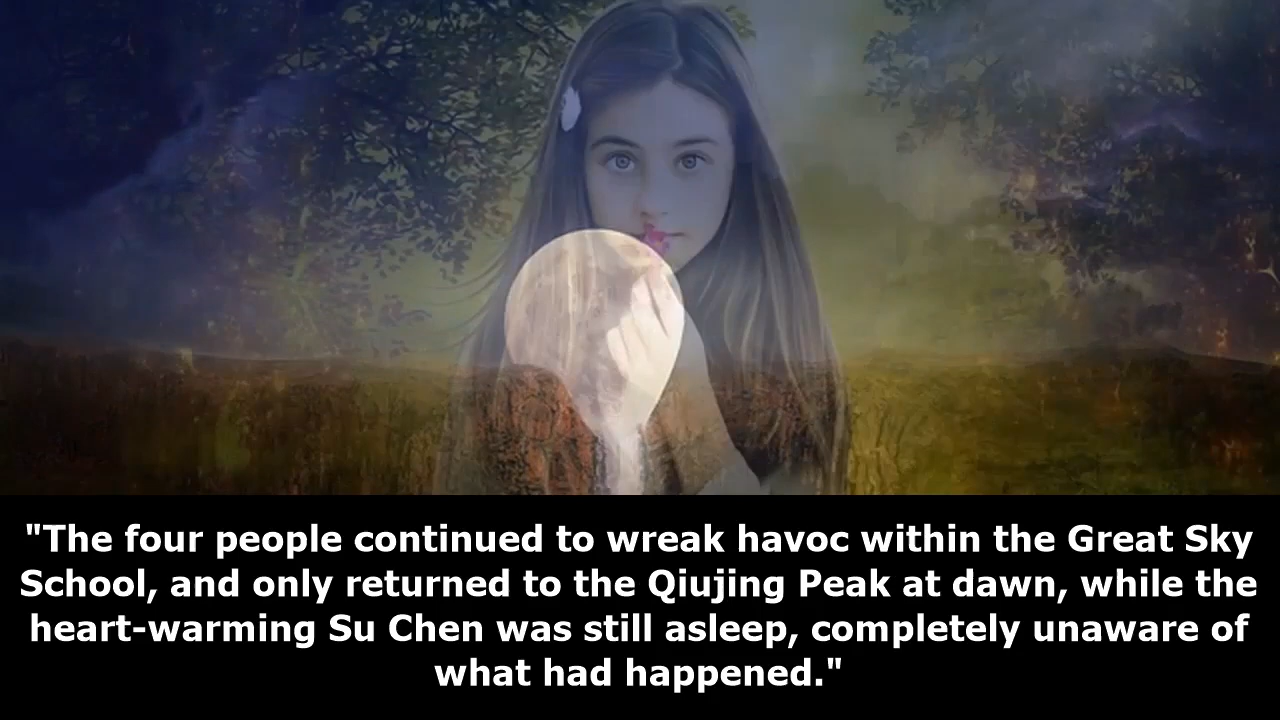 "The four people continued to wreak havoc within the Great Sky
School, and only returned to the Qiujing Peak at dawn, while the
heart-warming Su Chen was still asleep, completely unaware of
what had happened."